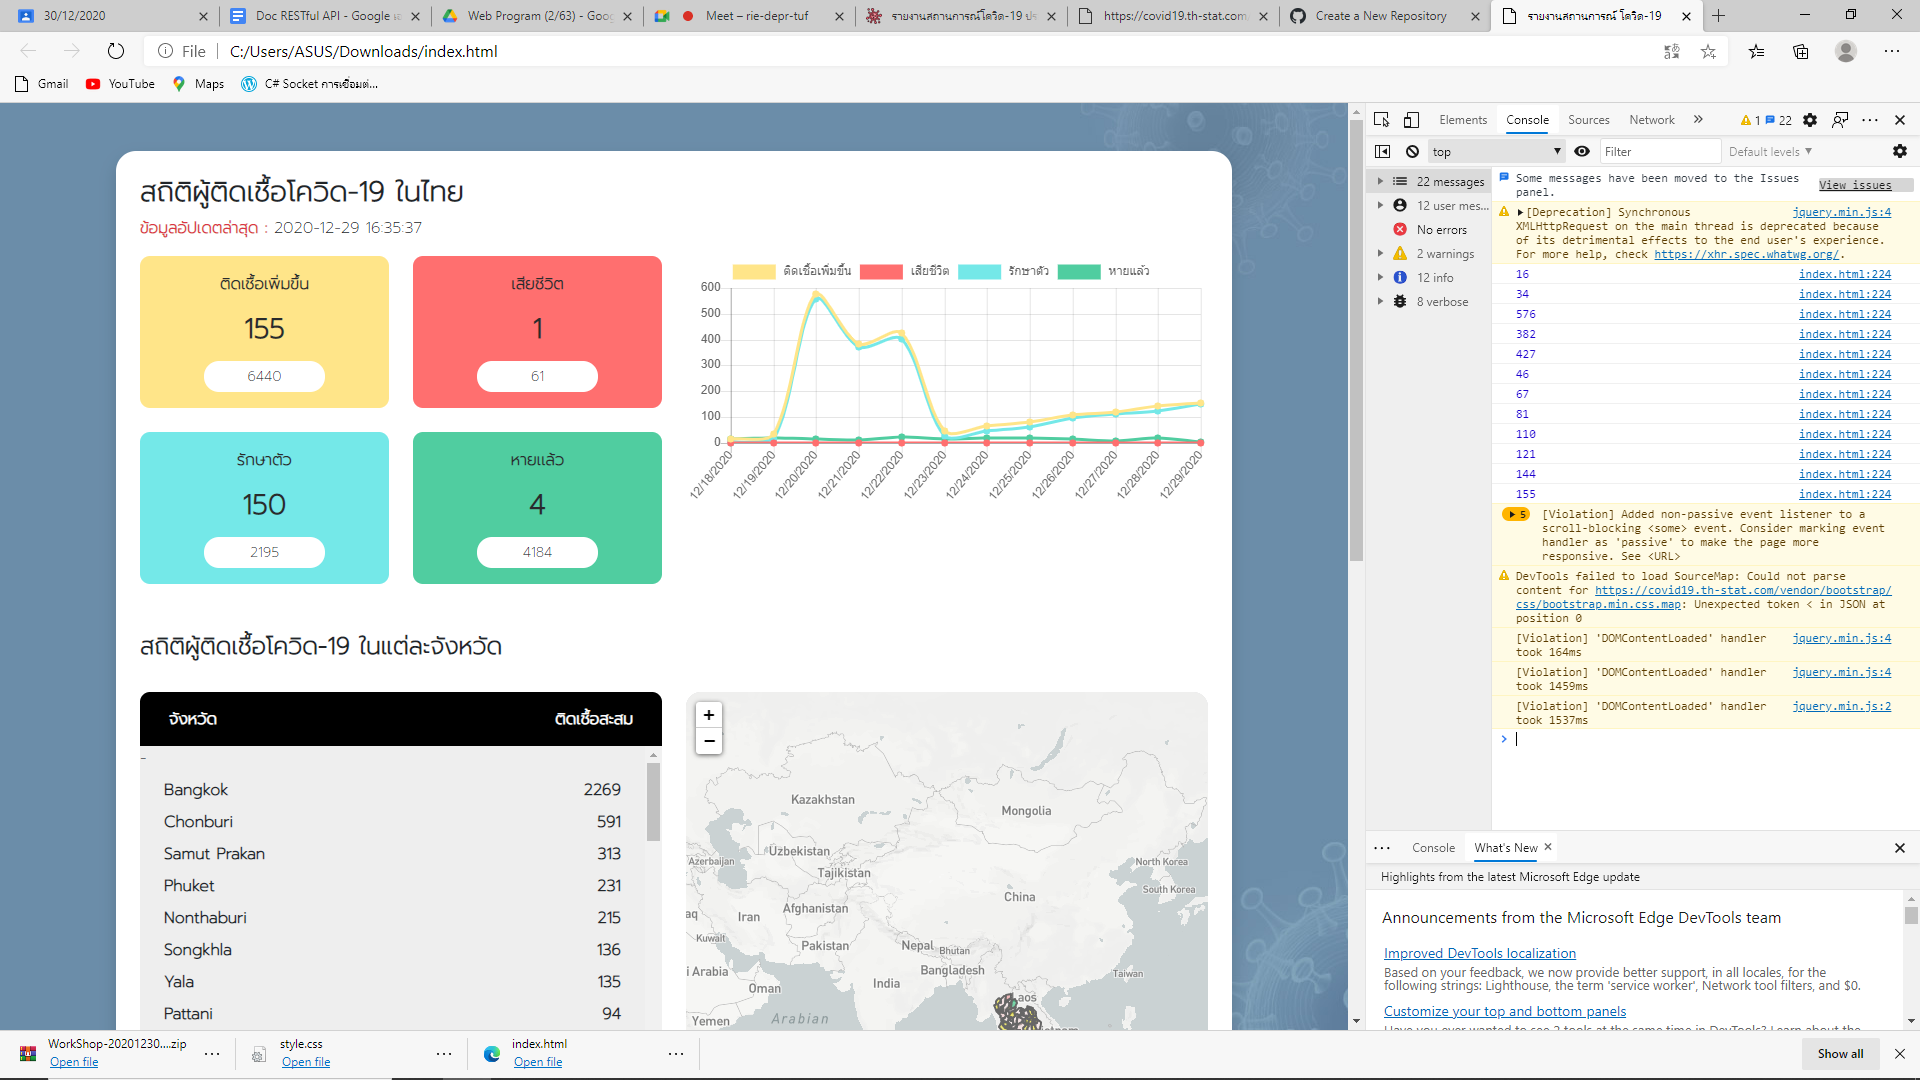 30/12/2020
Doc RESTful API - Google เอ
Web Program (2/63) - Goog
Meet – rie-depr-tuf
รายงานสถานการณ์โควิด-19 ประ
https://covid19.th-stat.com
Create a New Repository
รายงานสถานการณ์ โควิด-19
File
C:/Users/ASUS/Downloads/index.html
Gmail
YouTube
Maps
C# Socket การเชื่อมต่...
สถิติผู้ติดเชื้อโควิด-19 ในไทย
ข้อมูลอัปเดตล่าสุด : 2020-12-29 16:35:37
ติดเชื้อเพิ่มขึ้น
155
6440
เสียชีวิต
1
61
รักษาตัว
150
2195
หายแล้ว
4
4184
ติดเชื้อเพิ่มขึ้น
เสียชีวิต
รักษาตัว
หายแล้ว
600
500
400
300
200
100
0
12/18/2020
12/19/2020
12/20/2020
12/21/2020
12/22/2020
12/23/2020
12/24/2020
12/25/2020
12/26/2020
12/27/2020
12/28/2020
12/29/2020
สถิติผู้ติดเชื้อโควิด-19 ในแต่ละจังหวัด
จังหวัด ติดเชื้อสะสม
-
Bangkok 2269
Chonburi 591
Samut Prakan 313
Phuket 231
Nonthaburi 215
Songkhla 136
Yala 135
Pattani 94
+
−
Kazakhstan
Mongolia
Azerbaijan
Uzbekistan
Tajikistan
North Korea
South Korea
China
Afghanistan
aq
Iran
Kuwait
Pakistan
Nepal
Bhutan
i Arabia
Bangladesh
Taiwan
Oman
India
Laos
Yemen
Arabian
etnam
Elements
Console
Sources
Network
1
22
top
Filter
Default levels
22 messages
12 user mes...
No errors
2 warnings
12 info
8 verbose
Some messages have been moved to the Issues View issues
panel.
[Deprecation] Synchronous jquery.min.js:4
XMLHttpRequest on the main thread is deprecated because
of its detrimental effects to the end user's experience.
For more help, check https://xhr.spec.whatwg.org/.
16 index.html:224
34 index.html:224
576 index.html:224
382 index.html:224
427 index.html:224
46 index.html:224
67 index.html:224
81 index.html:224
110 index.html:224
121 index.html:224
144 index.html:224
155 index.html:224
5 [Violation] Added non-passive event listener to a
scroll-blocking <some> event. Consider marking event
handler as 'passive' to make the page more
responsive. See <URL>
DevTools failed to load SourceMap: Could not parse
content for https://covid19.th-stat.com/vendor/bootstrap/
css/bootstrap.min.css.map: Unexpected token < in JSON at
position 0
[Violation] 'DOMContentLoaded' handler jquery.min.js:4
took 164ms
[Violation] 'DOMContentLoaded' handler jquery.min.js:4
took 1459ms
[Violation] 'DOMContentLoaded' handler jquery.min.js:2
took 1537ms
Console
What's New
Highlights from the latest Microsoft Edge update
Announcements from the Microsoft Edge DevTools team
Improved DevTools localization
Based on your feedback, we now provide better support, in all locales, for the
following strings: Lighthouse, the term 'service worker', Network tool filters, and $0.
Customize your top and bottom panels
Have you ever wanted to see 2 tools at the same time in DevTools? Learn about the
WorkShop-20201230....zip
Open file
style.css
Open file
index.html
Open file
Show all